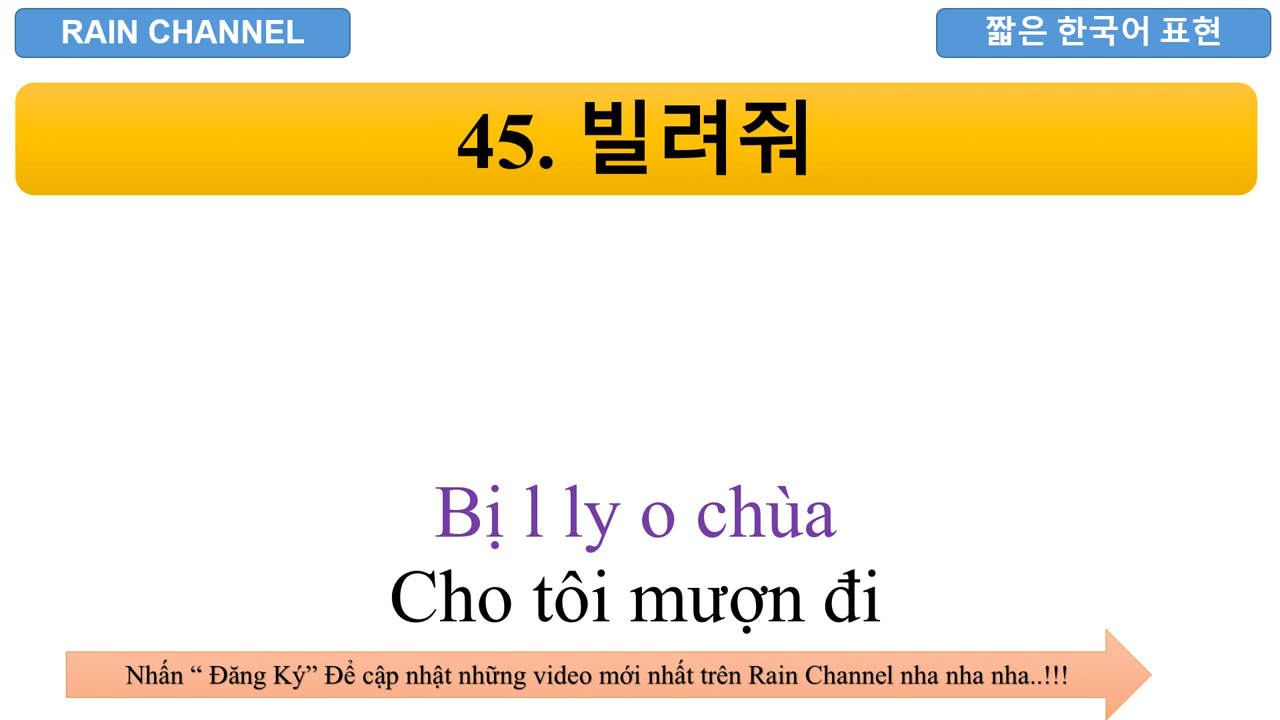 RAIN CHANNEL
짧은 한국어 표현
45. 빌려줘
Bị l ly o chùa
Cho tôi mượn đi
Nhấn “ Đăng Ký” Để cập nhật những video mới nhất trên Rain Channel nha nha nha..!!!